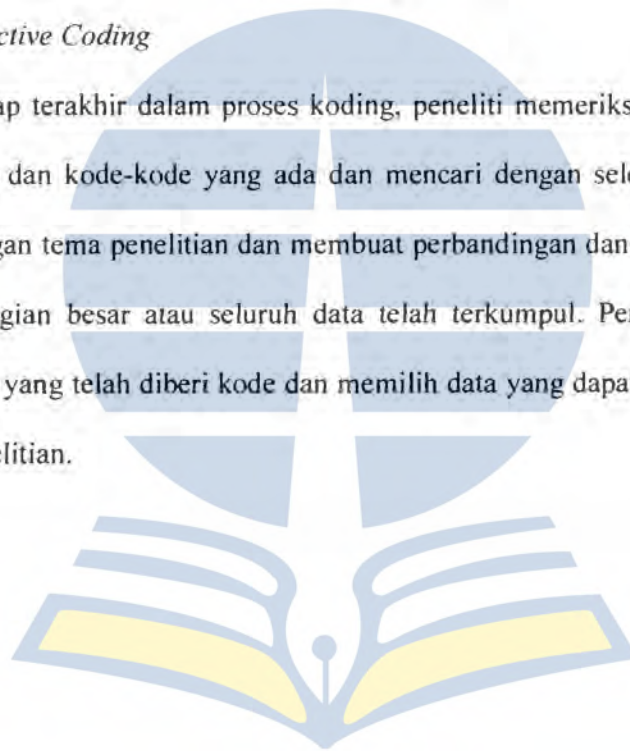 ctive Coding
ap terakhir dalam proses koding, peneliti memeriks
dan kode-kode yang ada dan mencari dengan sele
gan tema penelitian dan membuat perbandingan dan
gian besar atau seluruh data telah terkumpul. Pe
yang telah diberi kode dan memilih data yang dapa
litian.